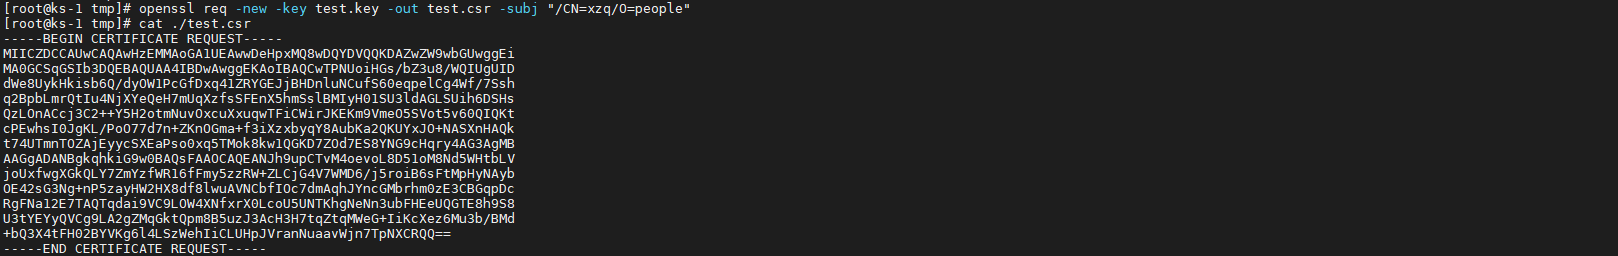 [root@ks-1 tmp]# openssl req -new -key test.key -out test.csr -subj "/CN=xzq/O=people"
[root@ks-1 tmp]# cat ./test.csr
-----BEGIN CERTIFICATE REQUEST-----
MIICZDCCAUwCAQAwHzEMMAoGA1UEAwwDeHpxMQ8wDQYDVQQKDAZwZW9wbGUwggEi
MA0GCSqGSIb3DQEBAQUAA4IBDwAwggEKAoIBAQCwTPNUoiHGs/bZ3u8/WQIUgUID
dWe8UykHkisb6Q/dyOW1PcGfDxq41ZRYGEJjBHDnluNCufS60eqpelCg4Wf/7Ssh
q2BpbLmrQtIu4NjXYeQeH7mUqXzfsSFEnX5hmSslBMIyH01SU3ldAGLSUih6DSHs
QzLOnACcj3C2++Y5H2otmNuvOxcuXxuqwTFiCWirJKEKm9VmeO5SVot5v60QIQKt
cPEwhsI0JgKL/PoO77d7n+ZKnOGma+f3iXzxbyqY8AubKa2QKUYxJO+NASXnHAQk
t74UTmnTOZAjEyycSXEaPso0xq5TMok8kw1QGKD7ZOd7ES8YNG9cHqry4AG3AgMB
AAGgADANBgkqhkiG9w0BAQsFAAOCAQEANJh9upCTvM4oevoL8D51oM8Nd5WHtbLV
joUxfwgXGkQLY7ZmYzfWR16fFmy5zzRW+ZLCjG4V7WMD6/j5roiB6sFtMpHyNAyb
OE42sG3Ng+nP5zayHW2HX8df8lwuAVNCbfIOc7dmAqhJYncGMbrhm0zE3CBGqpDc
RgFNa12E7TAQTqdai9VC9LOW4XNfxrX0LcoU5UNTKhgNeNn3ubFHEeUQGTE8h9S8
U3tYEYyQVCg9LA2gZMqGktQpm8B5uzJ3AcH3H7tqZtqMWeG+IiKcXez6Mu3b/BMd
+bQ3X4tFH02BYVKg6l4LSzWehIiCLUHpJVranNuaavWjn7TpNXCRQQ==
-----END CERTIFICATE REQUEST-----